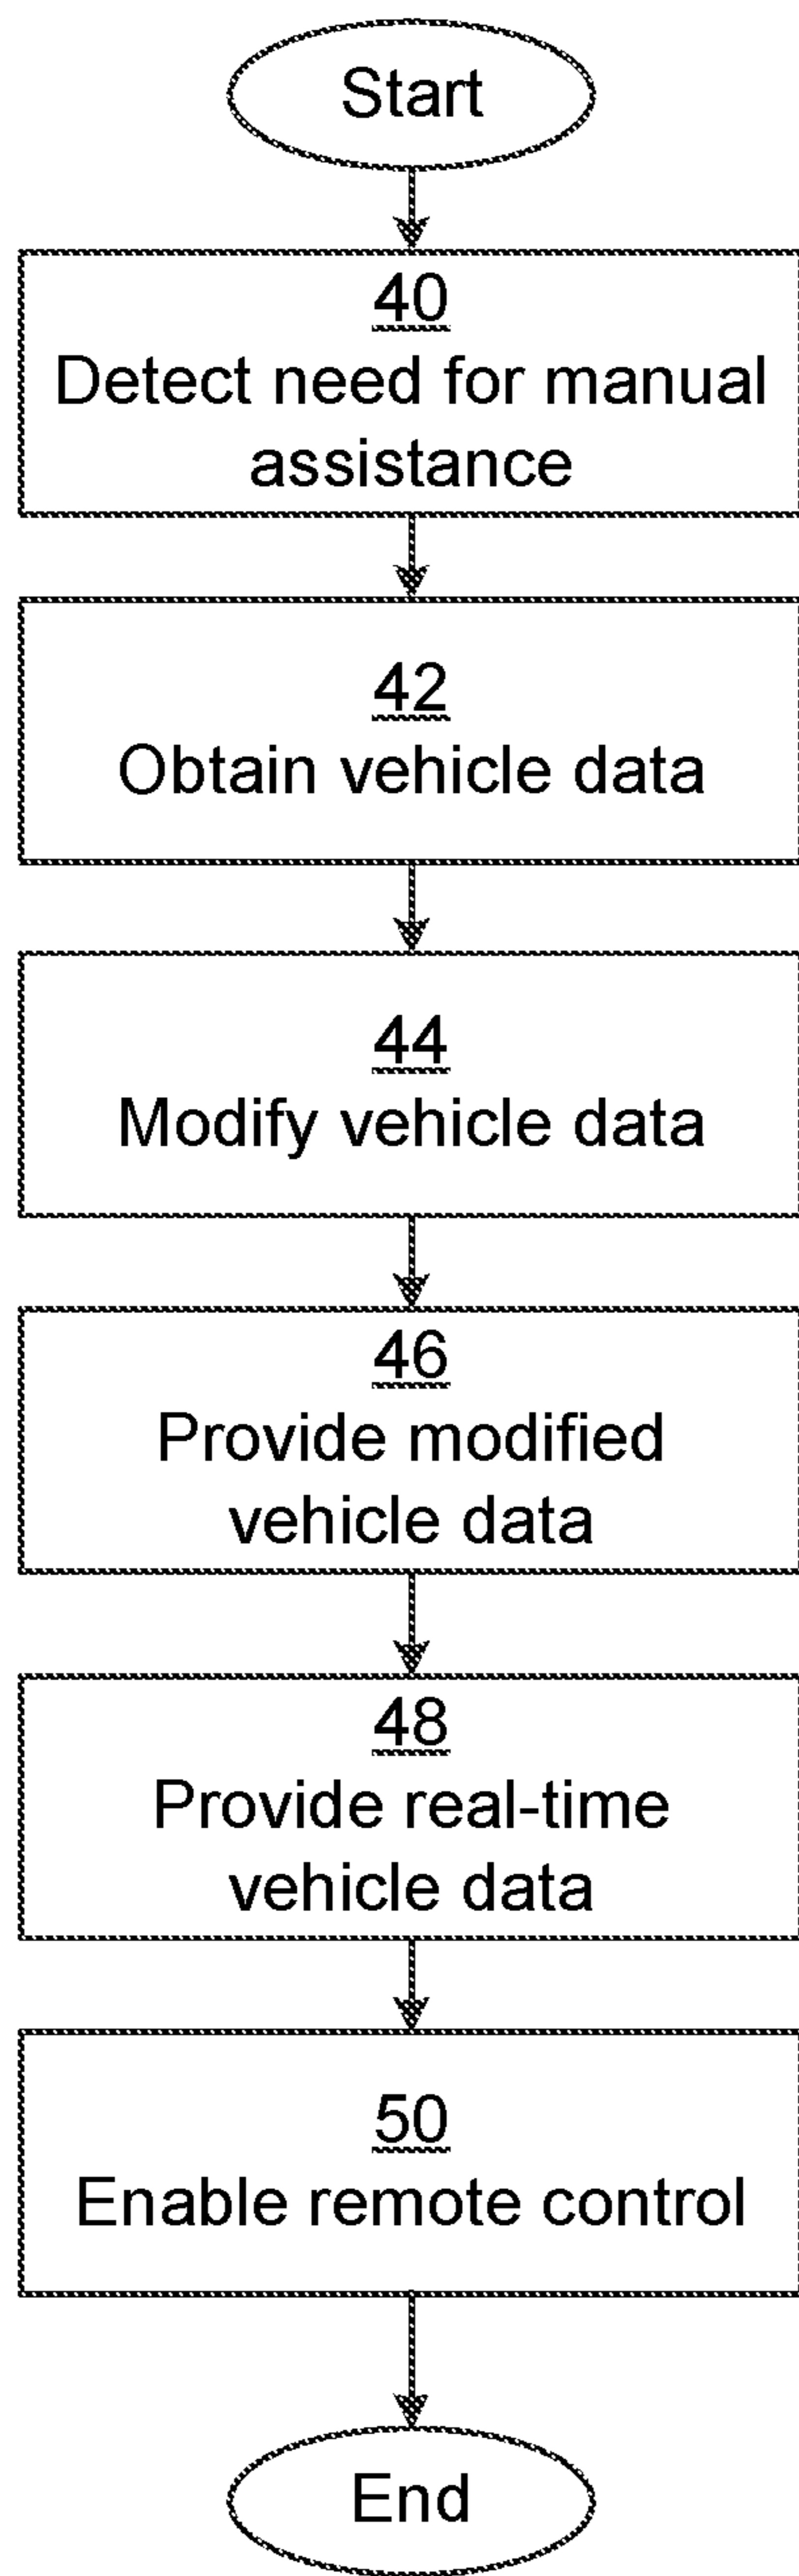 Start
40
Detect need for manual
assistance
42
Obtain vehicle data
44
Modify vehicle data
46
Provide modified
vehicle data
48
Provide real-time
vehicle data
50
Enable remote control
End